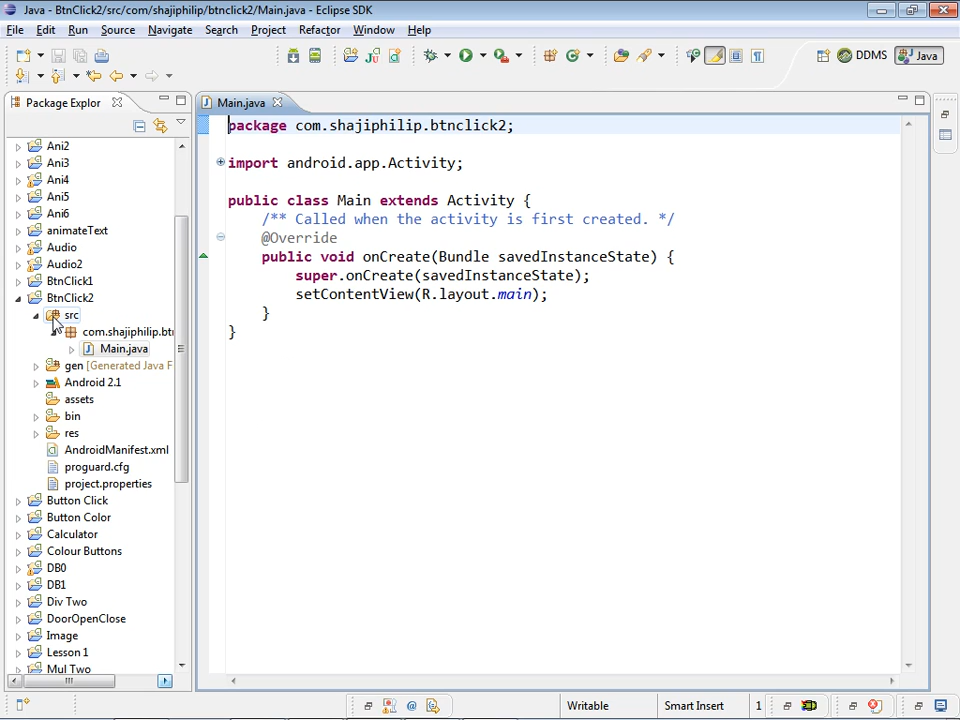 Java - BtnClick2/src/com/shajiphilip/btnclick2/Main.java - Eclipse SDK
File Edit Run Source Navigate Search Project Refactor Window Help
DDMS Java
Package Explor
Main.java
Ani2
Ani3
Ani4
Ani5
Ani6
animateText
Audio
Audio2
BtnClick1
BtnClick2
src
com.shajiphilip.btn
Main.java
gen [Generated Java F
Android 2.1
assets
bin
res
AndroidManifest.xml
proguard.cfg
project.properties
Button Click
Button Color
Calculator
Colour Buttons
DB0
DB1
Div Two
DoorOpenClose
Image
Lesson 1
Mul Two
package com.shajiphilip.btnclick2;
import android.app.Activity;
public class Main extends Activity {
/** Called when the activity is first created. */
@Override
public void onCreate(Bundle savedInstanceState) {
super.onCreate(savedInstanceState);
setContentView(R.layout.main);
}
}
Writable Smart Insert 1